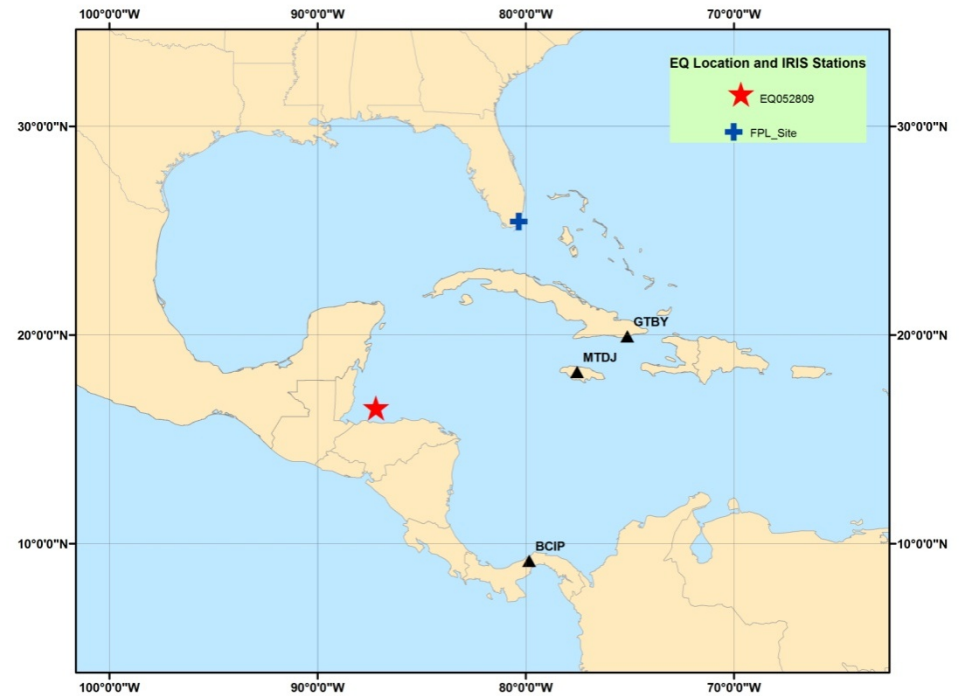 100°0'0"W 90°0'0"W 80°0'0"W 70°0'0"W
EQ Location and IRIS Stations
EQ052809
FPL_Site
30°0'0"N 30°0'0"N
GTBY
20°0'0"N 20°0'0"N
MTDJ
BCIP
10°0'0"N 10°0'0"N
100°0'0"W 90°0'0"W 80°0'0"W 70°0'0"W